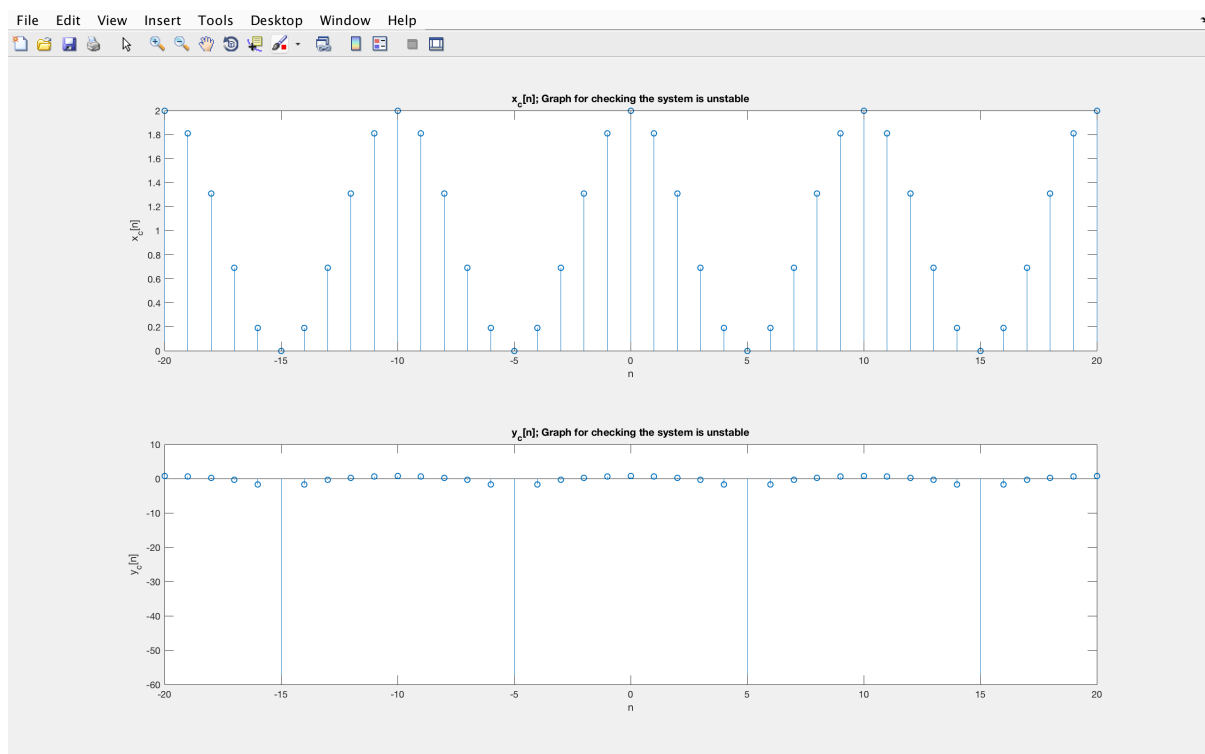 File Edit View Insert Tools Desktop Window Help
x_c[n]; Graph for checking the system is unstable
2
1.8
1.6
1.4
1.2
1
0.8
0.6
0.4
0.2
0
x_c[n]
-20 -15 -10 -5 0 5 10 15 20
n
y_c[n]; Graph for checking the system is unstable
10
0
-10
-20
-30
-40
-50
-60
y_c[n]
-20 -15 -10 -5 0 5 10 15 20
n